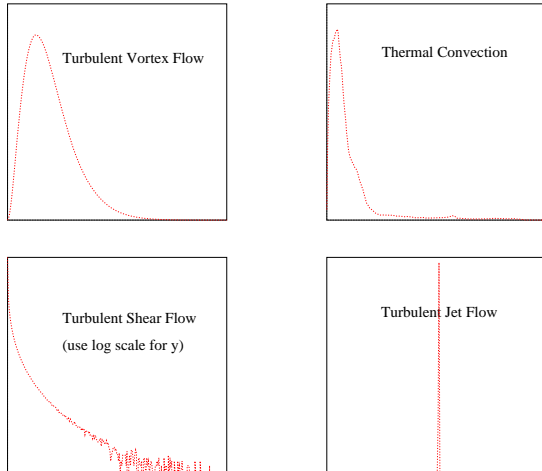 Turbulent Vortex Flow
Thermal Convection
Turbulent Shear Flow
(use log scale for y)
Turbulent Jet Flow